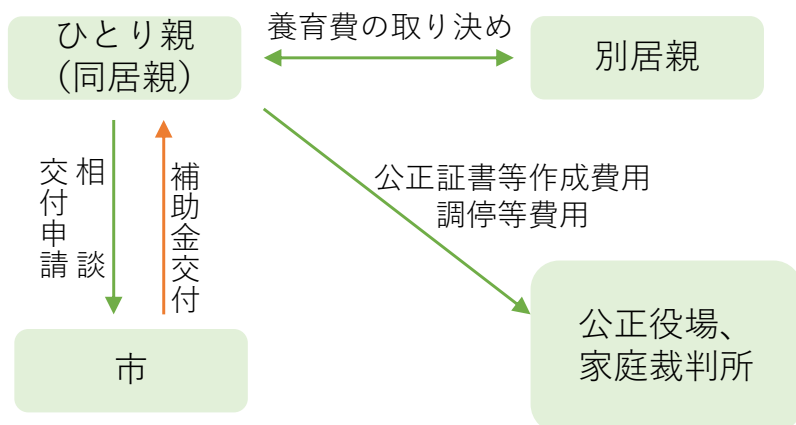 ひとり親
(同居親)
養育費の取り決め
別居親
相談
交付申請
補助金交付
公正証書等作成費用
調停等費用
市
公正役場、
家庭裁判所